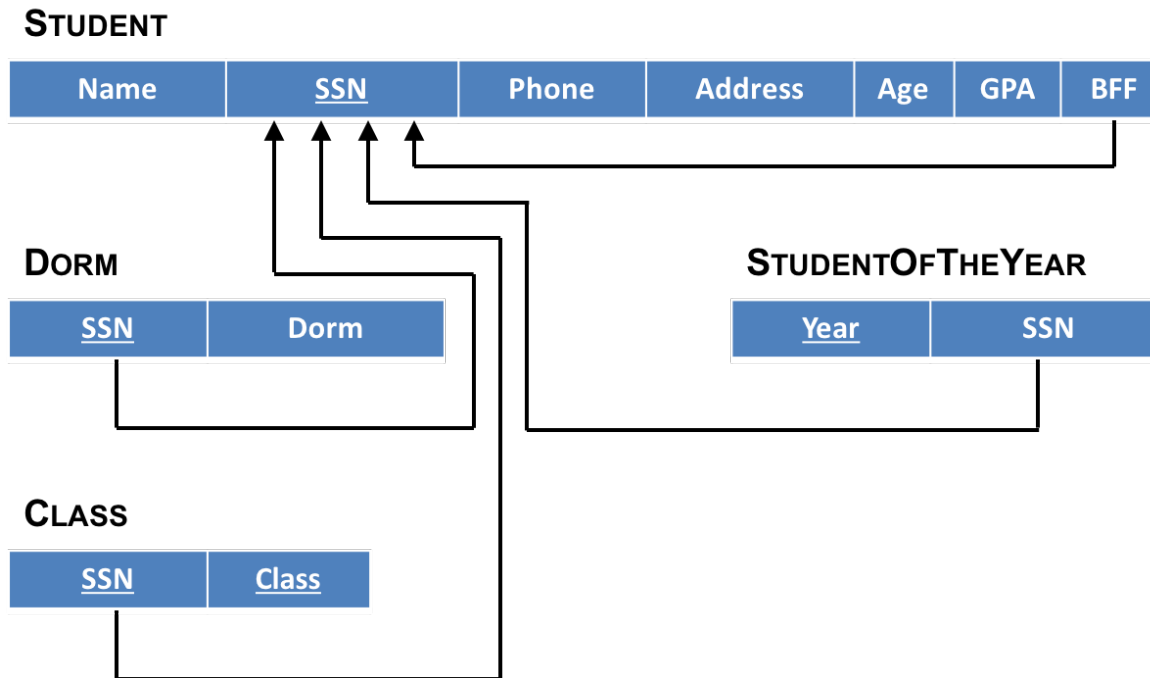 STUDENT
Name SSN Phone Address Age GPA BFF
DORM
SSN Dorm
STUDENTOFTHEYEAR
Year SSN
CLASS
SSN Class